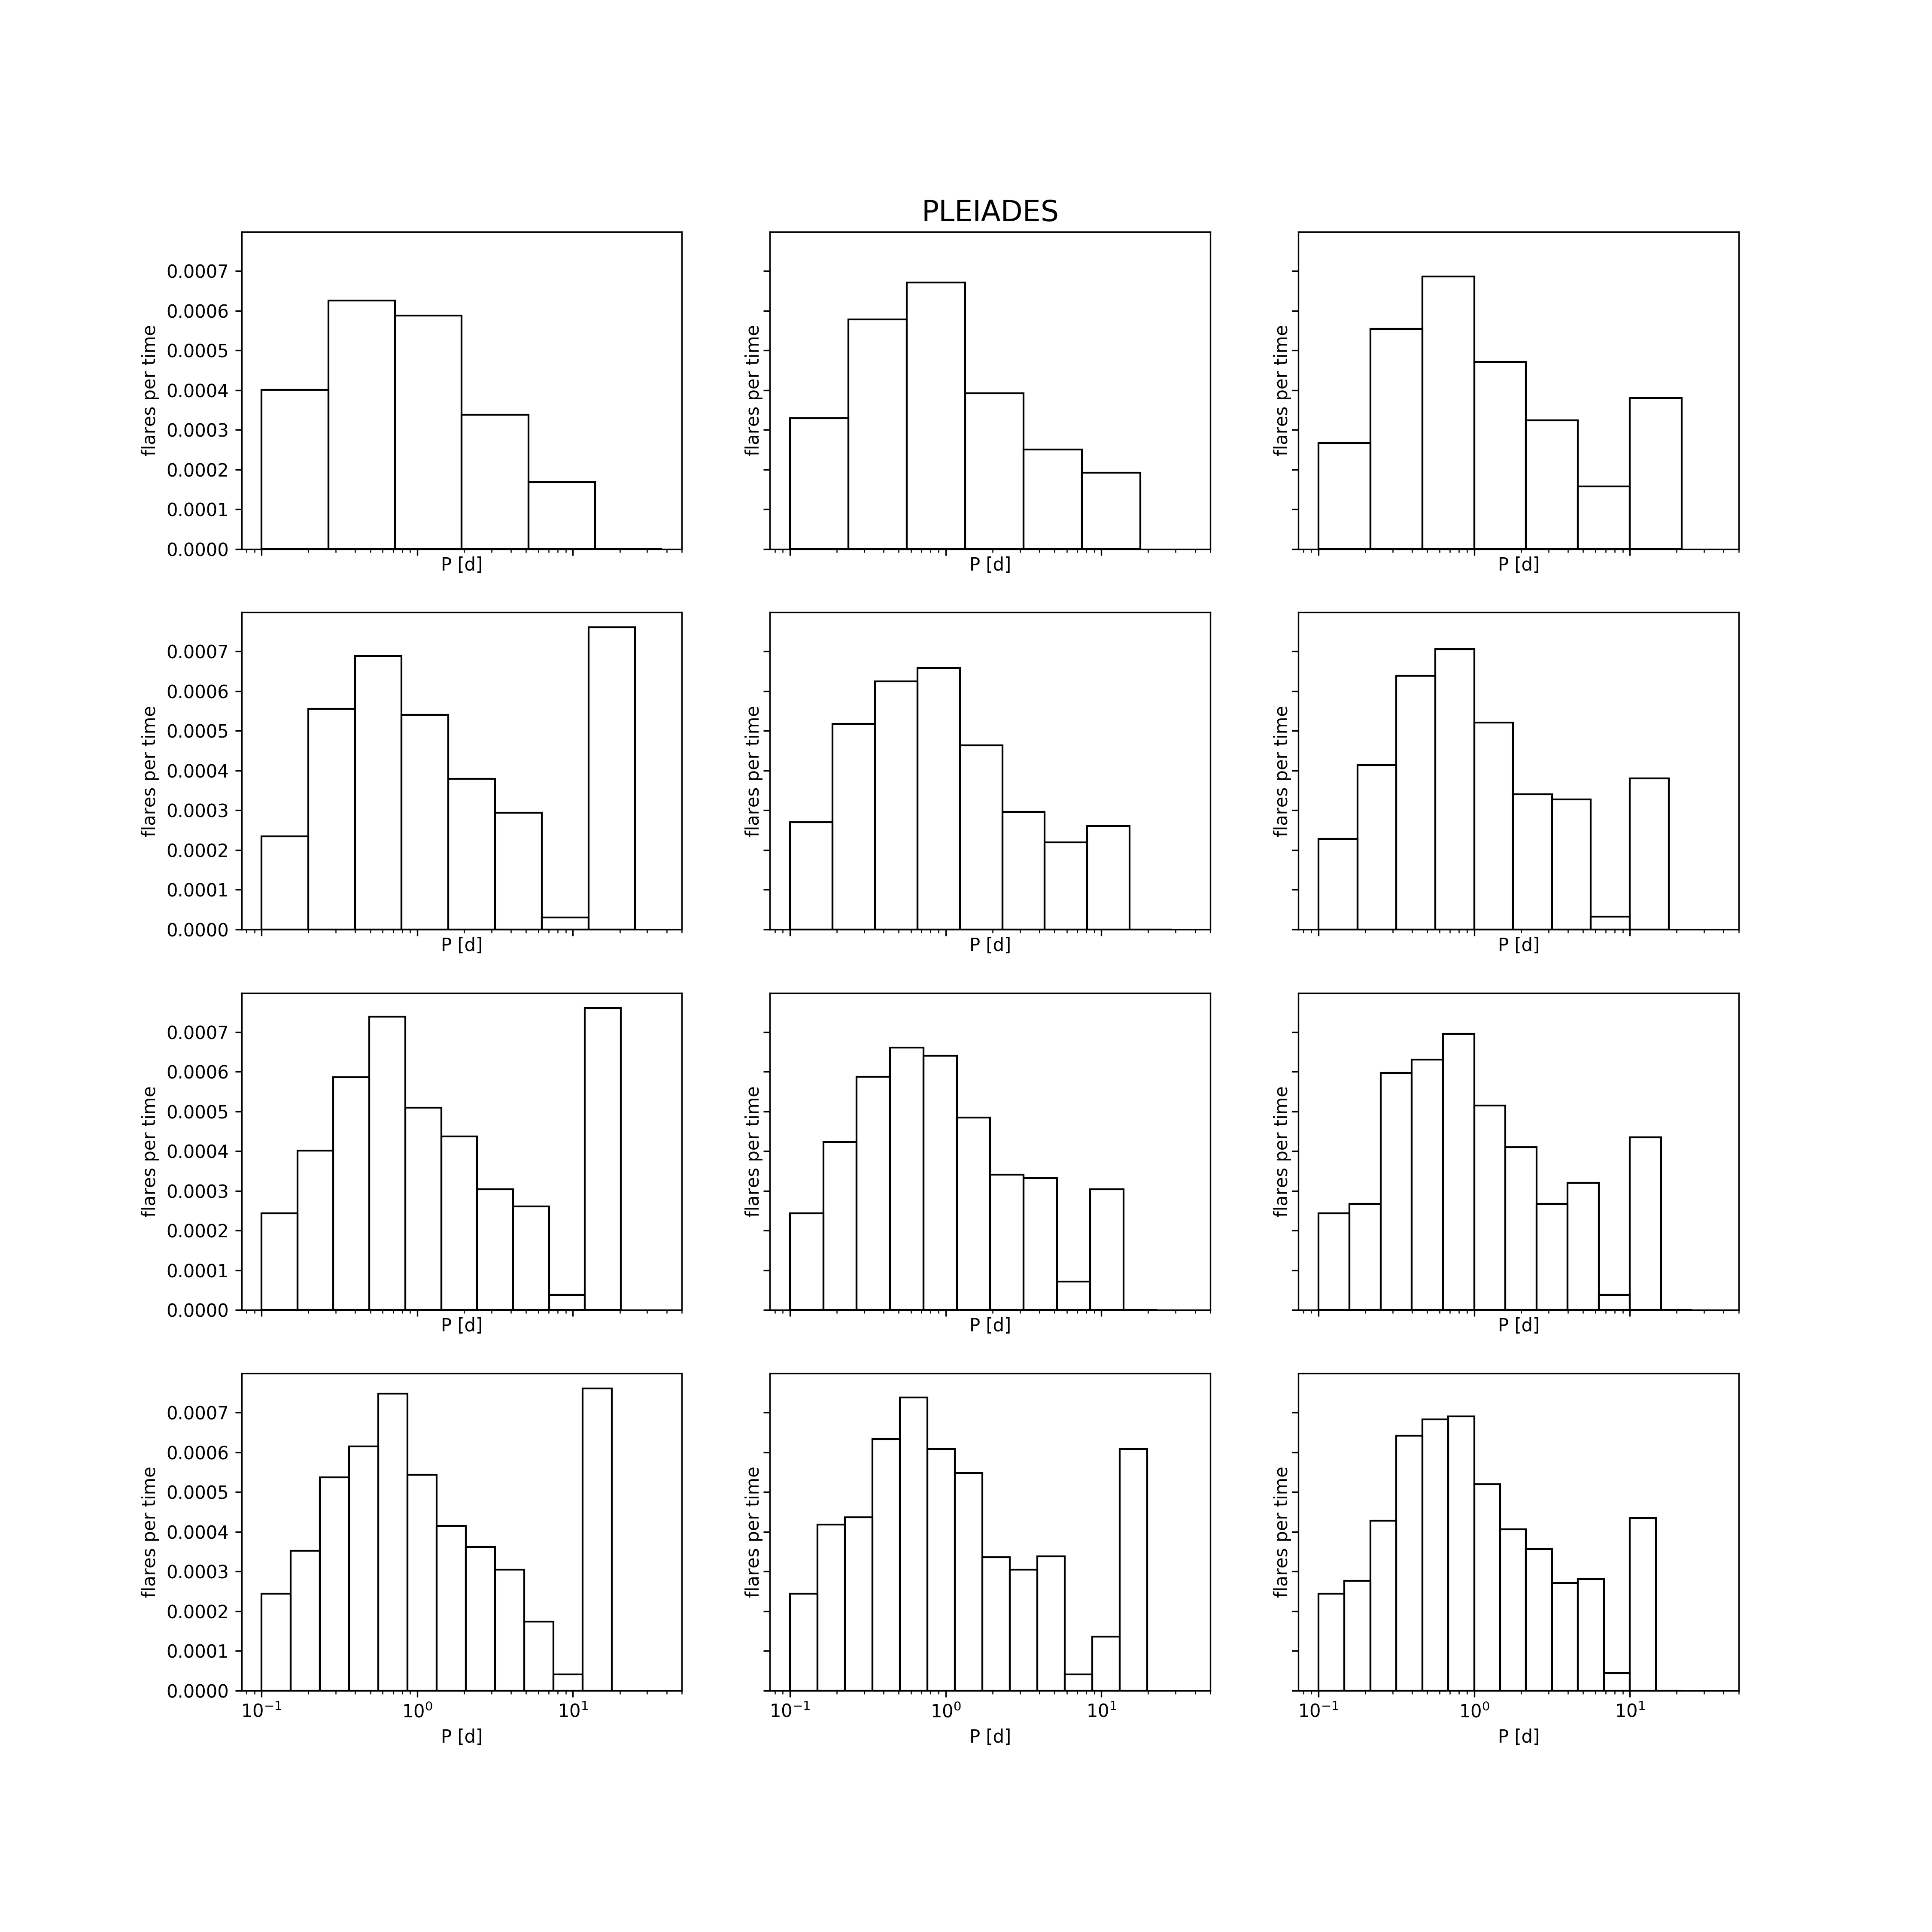 PLEIADES
0.0007
0.0006
0.0005
0.0004
0.0003
0.0002
0.0001
0.0000
flares per time
P [d]
flares per time
P [d]
flares per time
P [d]
0.0007
0.0006
0.0005
0.0004
0.0003
0.0002
0.0001
0.0000
flares per time
P [d]
flares per time
P [d]
flares per time
P [d]
0.0007
0.0006
0.0005
0.0004
0.0003
0.0002
0.0001
0.0000
flares per time
P [d]
flares per time
P [d]
flares per time
P [d]
0.0007
0.0006
0.0005
0.0004
0.0003
0.0002
0.0001
0.0000
flares per time
10⁻¹ 10⁰ 10¹
P [d]
flares per time
10⁻¹ 10⁰ 10¹
P [d]
flares per time
10⁻¹ 10⁰ 10¹
P [d]